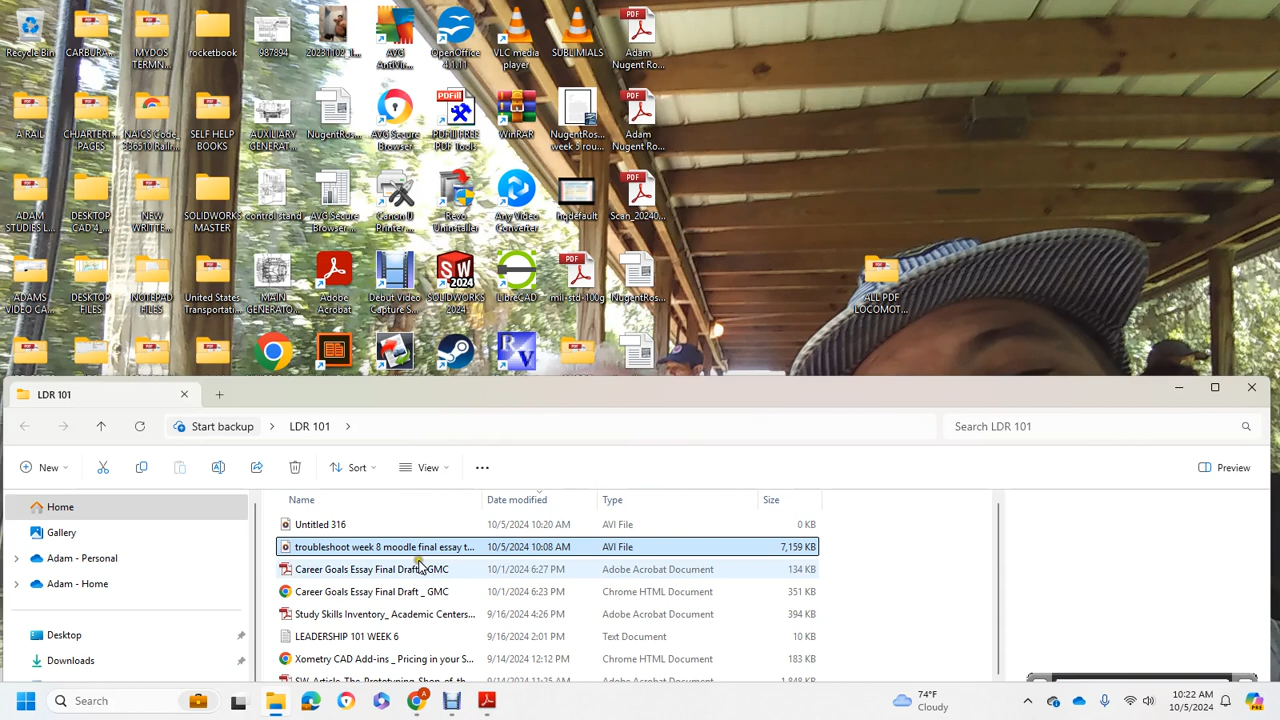 Recycle Bin
CARBURA...
MYDOS TERMN...
rocketbook
987894
20231102_1...
AVG AntiVir...
OpenOffice 4.1.11
VLC media player
SUBLIMIALS
Adam Nugent Ro...
A RAIL
CHJARTERT PAGES
NAICS Code_ 336510 Railr...
SELF HELP BOOKS
AUXILIARY GENERAT...
NugentRos...
AVG Secure Browser
PDFill FREE PDF Tools
WinRAR
NugentRos... week 5 rou...
Adam Nugent Ro...
ADAM STUDIES L...
DESKTOP CAD 4_...
NEW WRITTE...
SOLIDWORKS MASTER
control stand
AVG Secure Browser ...
Canon IJ Printer ...
Revo Uninstaller
Any Video Converter
hqdefault
Scan_20240...
ADAMS VIDEO CA...
DESKTOP FILES
NOTEPAD FILES
United States Transportati...
MAIN GENERATO...
Adobe Acrobat
Debut Video Capture S...
SOLIDWORKS 2024
LibreCAD
mil-std-100g
NugentRos...
ALL PDF LOCOMOT...
LDR 101
Start backup
LDR 101
Search LDR 101
New
Sort
View
Preview
Name Date modified Type Size
Home
Gallery
Adam - Personal
Adam - Home
Desktop
Downloads
Untitled 316 10/5/2024 10:20 AM AVI File 0 KB
troubleshoot week 8 moodle final essay t... 10/5/2024 10:08 AM AVI File 7,159 KB
Career Goals Essay Final Draft _ GMC 10/1/2024 6:27 PM Adobe Acrobat Document 134 KB
Career Goals Essay Final Draft _ GMC 10/1/2024 6:23 PM Chrome HTML Document 351 KB
Study Skills Inventory_ Academic Centers... 9/16/2024 4:26 PM Adobe Acrobat Document 394 KB
LEADERSHIP 101 WEEK 6 9/16/2024 2:01 PM Text Document 10 KB
Xometry CAD Add-ins _ Pricing in your S... 9/14/2024 12:12 PM Chrome HTML Document 183 KB
Search
74°F
Cloudy
10:22 AM
10/5/2024